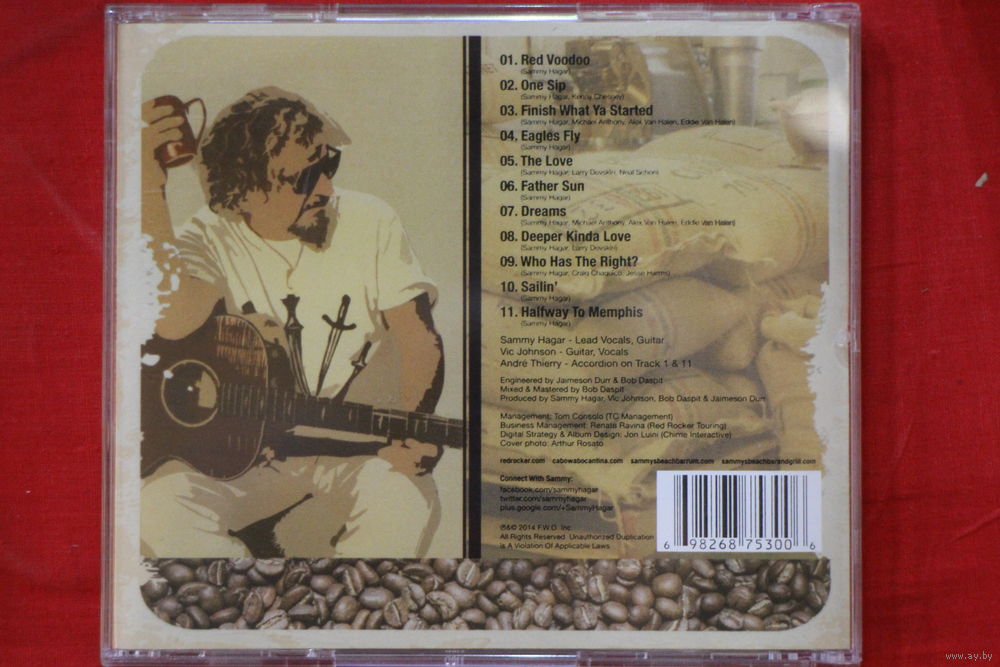 01. Red Voodoo
(Sammy Hagar)
02. One Sip
(Sammy Hagar, Kenny Chesney)
03. Finish What Ya Started
(Sammy Hagar, Michael Anthony, Alex Van Halen, Eddie Van Halen)
04. Eagles Fly
(Sammy Hagar)
05. The Love
(Sammy Hagar, Larry Dovskin, Neal Schon)
06. Father Sun
(Sammy Hagar)
07. Dreams
(Sammy Hagar, Michael Anthony, Alex Van Halen, Eddie Van Halen)
08. Deeper Kinda Love
(Sammy Hagar, Larry Dovskin)
09. Who Has The Right?
(Sammy Hagar, Craig Chaquico, Jesse Harms)
10. Sailin'
(Sammy Hagar)
11. Halfway To Memphis
(Sammy Hagar)
Sammy Hagar - Lead Vocals, Guitar
Vic Johnson - Guitar, Vocals
André Thierry - Accordion on Track 1 & 11
Engineered by Jaimeson Durr & Bob Daspit
Mixed & Mastered by Bob Daspit
Produced by Sammy Hagar, Vic Johnson, Bob Daspit & Jaimeson Durr
Management: Tom Consolo (TC Management)
Business Management: Renata Ravina (Red Rocker Touring)
Digital Strategy & Album Design: Jon Luini (Chime Interactive)
Cover photo: Arthur Rosato
redrocker.com cabowabocantina.com sammysbeachbarrum.com sammysbeachbarandgrill.com
Connect With Sammy:
facebook.com/sammyhagar
twitter.com/sammyhagar
plus.google.com/+SammyHagar
℗&© 2014 F.W.O. Inc.
All Rights Reserved. Unauthorized Duplication
is A Violation Of Applicable Laws.
6 98268 75300 6
www.ay.by